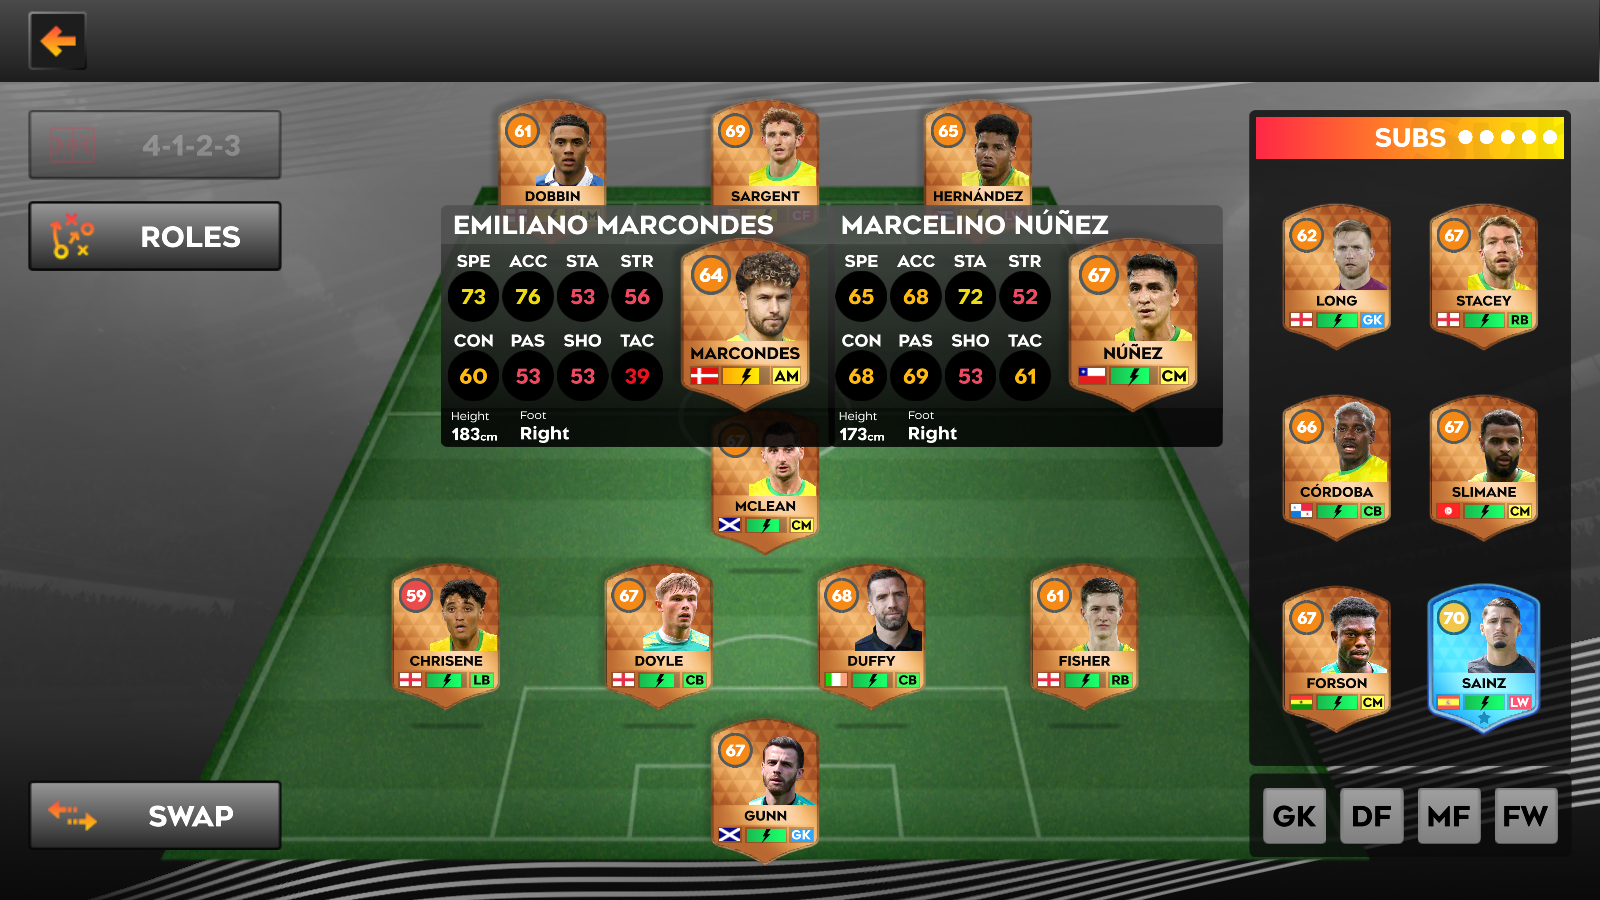 4-1-2-3
ROLES
61
DOBBIN
69
SARGENT
CF
65
HERNÁNDEZ
EMILIANO MARCONDES
SPE ACC STA STR
73 76 53 56
CON PAS SHO TAC
60 53 53 39
Height
183cm
Foot
Right
64
MARCONDES
AM
MARCELINO NÚÑEZ
SPE ACC STA STR
65 68 72 52
CON PAS SHO TAC
68 69 53 61
Height
173cm
Foot
Right
67
NÚÑEZ
CM
67
MCLEAN
CM
59
CHRISENE
LB
67
DOYLE
CB
68
DUFFY
CB
61
FISHER
RB
67
GUNN
GK
SWAP
SUBS
62
LONG
GK
67
STACEY
RB
66
CÓRDOBA
CB
67
SLIMANE
CM
67
FORSON
CM
70
SAINZ
LW
GK DF MF FW